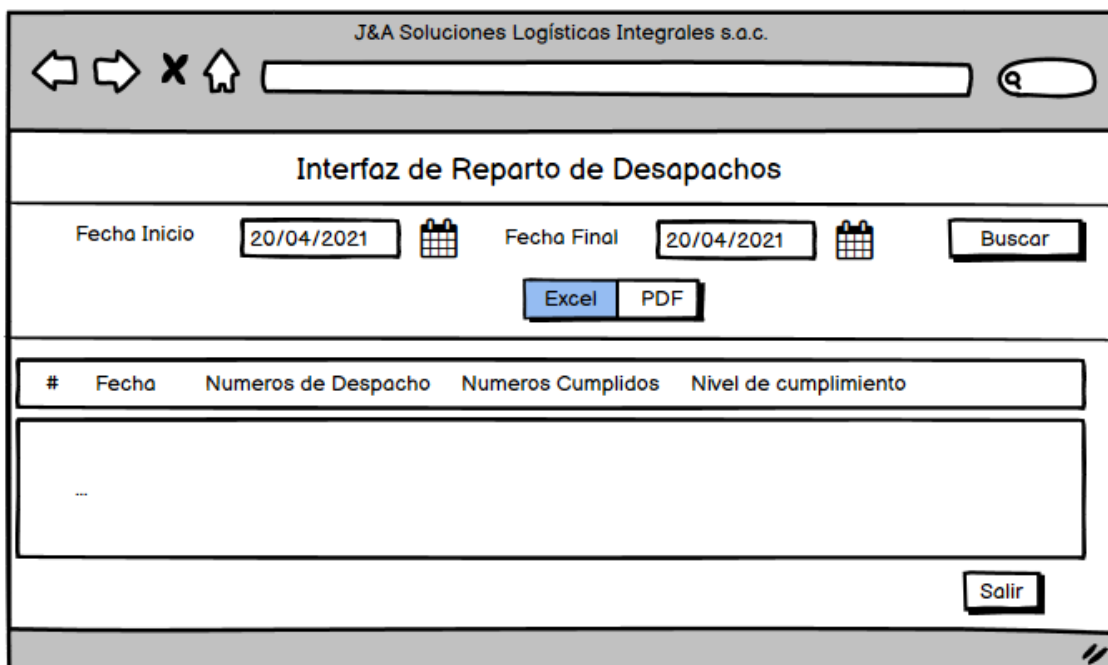 J&A Soluciones Logísticas Integrales s.a.c.
Interfaz de Reparto de Desapachos
Fecha Inicio 20/04/2021 Fecha Final 20/04/2021 Buscar
Excel PDF
# Fecha Numeros de Despacho Numeros Cumplidos Nivel de cumplimiento
...
Salir